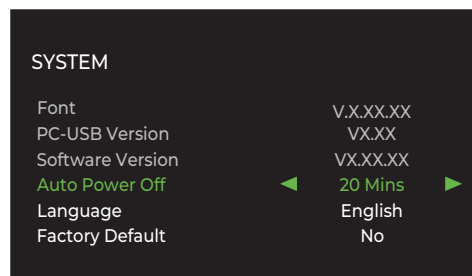 SYSTEM
Font V.X.XX.XX
PC-USB Version VX.XX
Software Version VX.XX.XX
Auto Power Off 20 Mins
Language English
Factory Default No